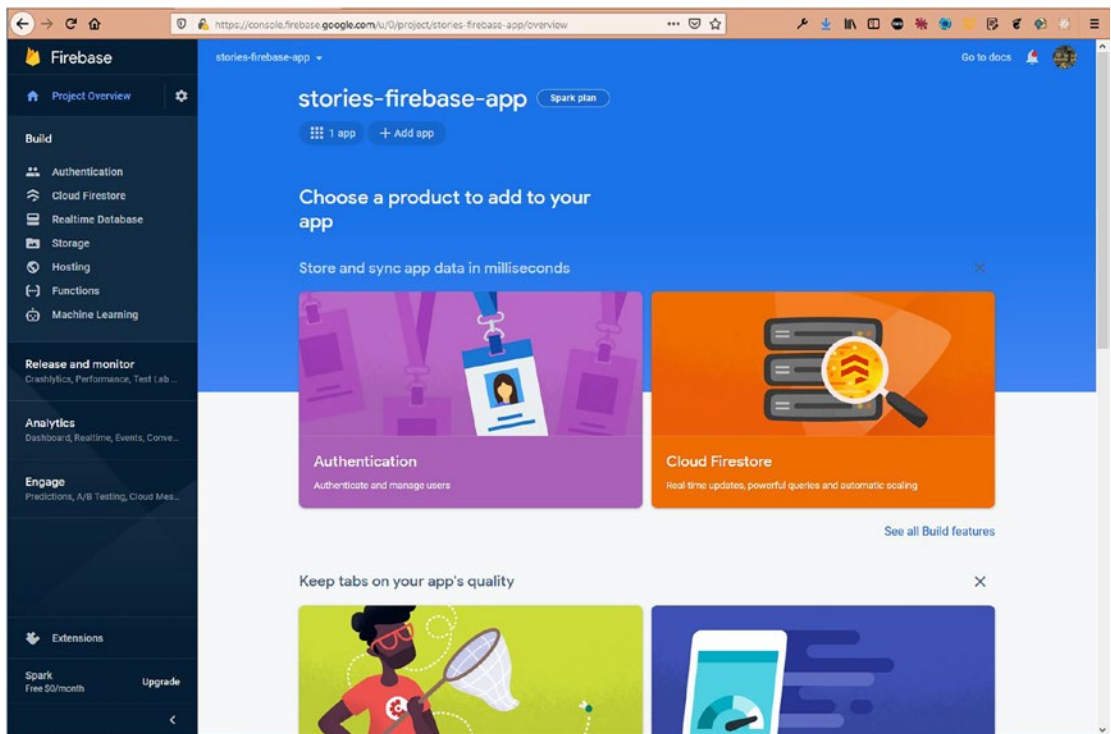 https://console.firebase.google.com/u/0/project/stories-firebase-app/overview
Firebase
stories-firebase-app
Go to docs
Project Overview
stories-firebase-app
Spark plan
1 app
+ Add app
Build
Authentication
Cloud Firestore
Realtime Database
Storage
Hosting
Functions
Machine Learning
Release and monitor
Crashlytics, Performance, Test Lab ...
Analytics
Dashboard, Realtime, Events, Conve...
Engage
Predictions, A/B Testing, Cloud Mes...
Extensions
Spark
Free $0/month
Upgrade
Choose a product to add to your
app
Store and sync app data in milliseconds
Authentication
Authenticate and manage users
Cloud Firestore
Real time updates, powerful queries and automatic scaling
See all Build features
Keep tabs on your app's quality